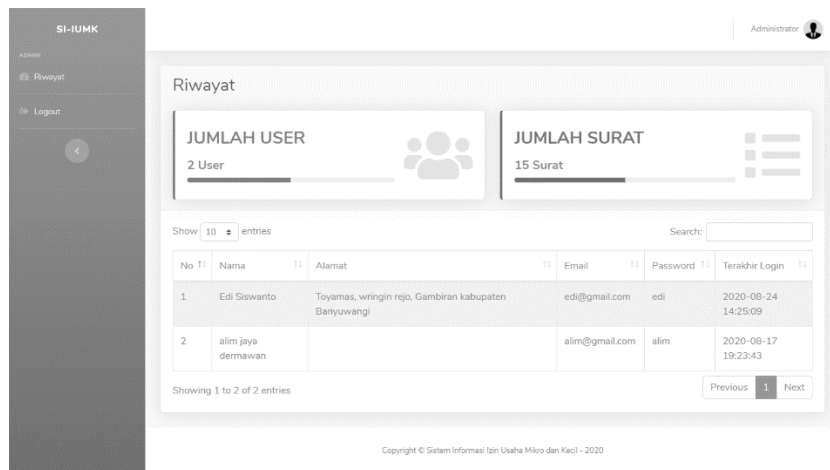 SI-IUMK
Administrator
ADMIN
Riwayat
Logout
Riwayat
JUMLAH USER
2 User
JUMLAH SURAT
15 Surat
Show 10 entries
Search:
No Nama Alamat Email Password Terakhir Login
1 Edi Siswanto Toyamas, wringin rejo, Gambiran kabupaten edi@gmail.com edi 2020-08-24
Banyuwangi 14:25:09
2 alim jaya alim@gmail.com alim 2020-08-17
dermawan 19:23:43
Showing 1 to 2 of 2 entries
Previous 1 Next
Copyright © Sistem Informasi Izin Usaha Mikro dan Kecil - 2020